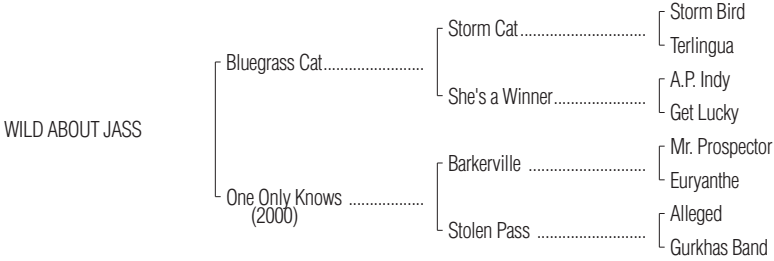 Storm Bird
Storm Cat..............................
Terlingua
Bluegrass Cat........................
A.P. Indy
She's a Winner......................
Get Lucky
WILD ABOUT JASS
Mr. Prospector
Barkerville ............................
Euryanthe
One Only Knows ..................
(2000)
Alleged
Stolen Pass ..........................
Gurkhas Band